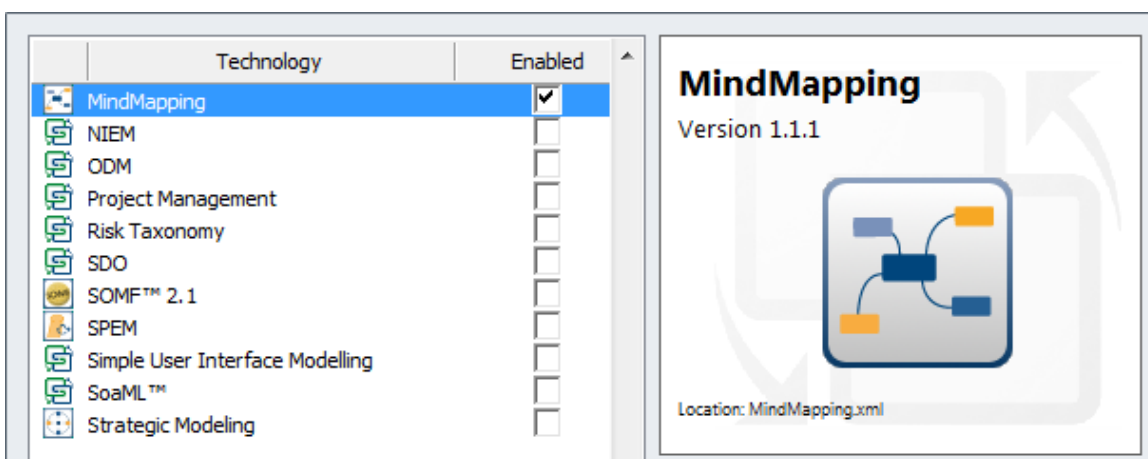 Technology Enabled
MindMapping
NIEM
ODM
Project Management
Risk Taxonomy
SDO
SOMF™ 2.1
SPEM
Simple User Interface Modelling
SoaML™
Strategic Modeling
MindMapping
Version 1.1.1
Location: MindMapping.xml